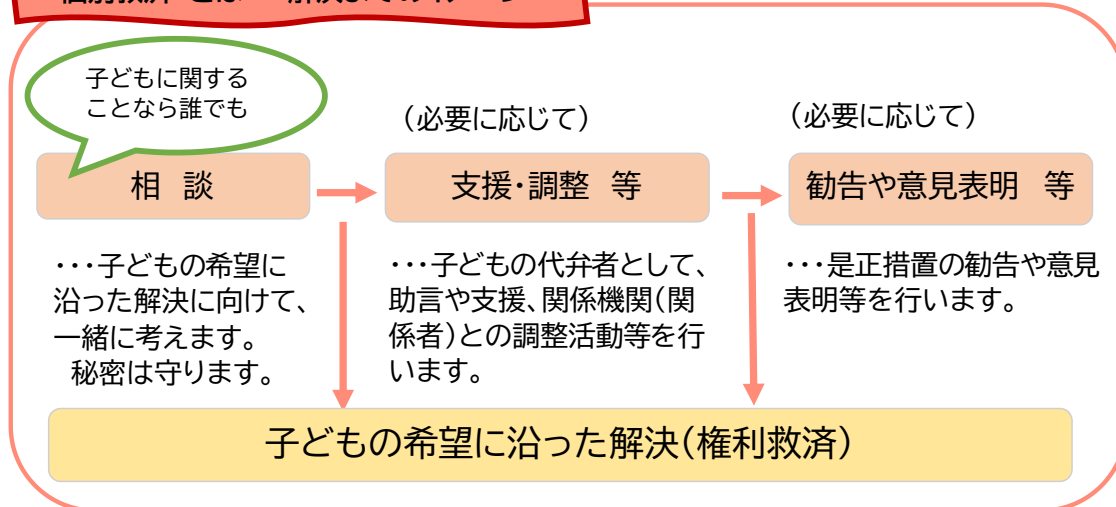 子どもに関する
ことなら誰でも
(必要に応じて)
(必要に応じて)
相 談
支援・調整 等
勧告や意見表明 等
・・・子どもの希望に
沿った解決に向けて、
一緒に考えます。
秘密は守ります。
・・・子どもの代弁者として、
助言や支援、関係機関(関
係者)との調整活動等を行
います。
・・・是正措置の勧告や意見
表明等を行います。
子どもの希望に沿った解決(権利救済)